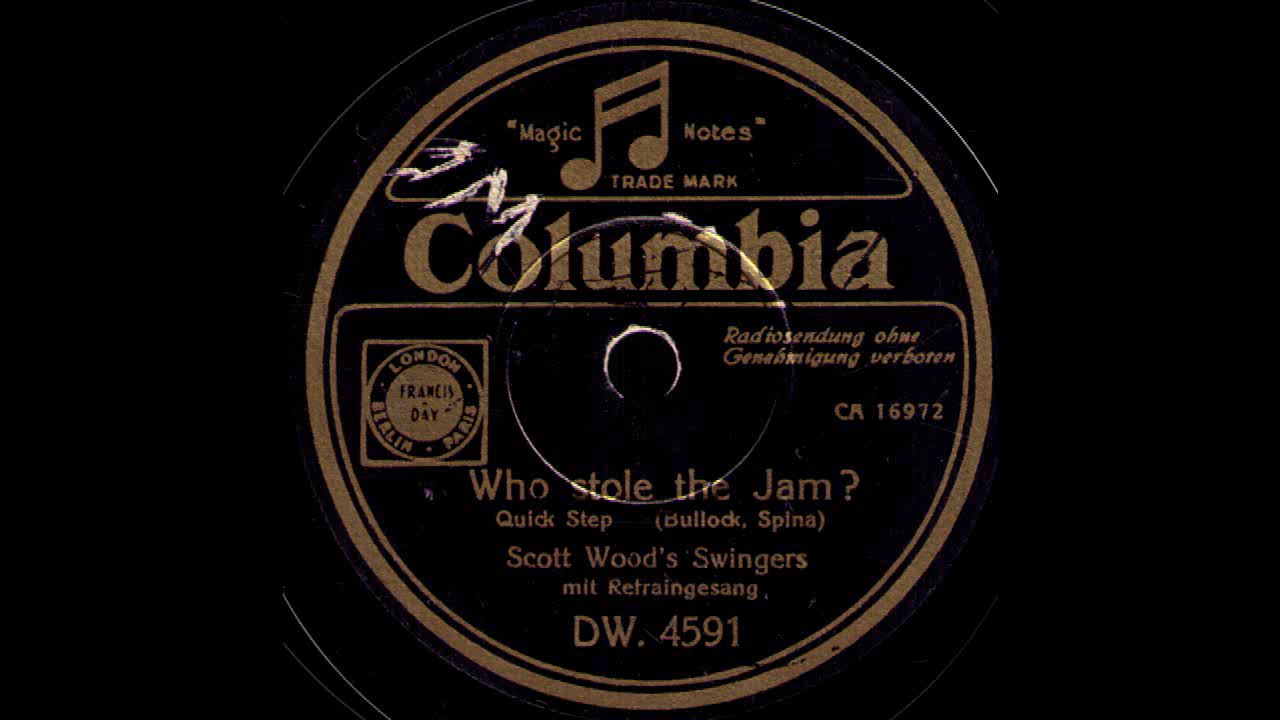 "Magic Notes"
TRADE MARK
Columbia
Radiosendung ohne
Genehmigung verboten
LONDON
FRANCIS
DAY
BERLIN · PARIS
CA 16972
Who stole the Jam?
Quick Step (Bullock, Spina)
Scott Wood's Swingers
mit Refraingesang
DW. 4591